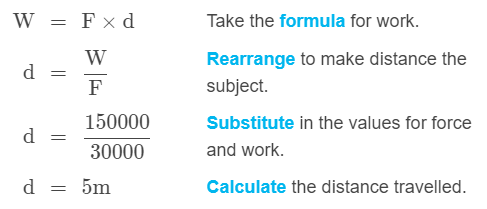 W = F × d Take the formula for work.
d = W/F Rearrange to make distance the
subject.
d = 150000/30000 Substitute in the values for force
and work.
d = 5m Calculate the distance travelled.